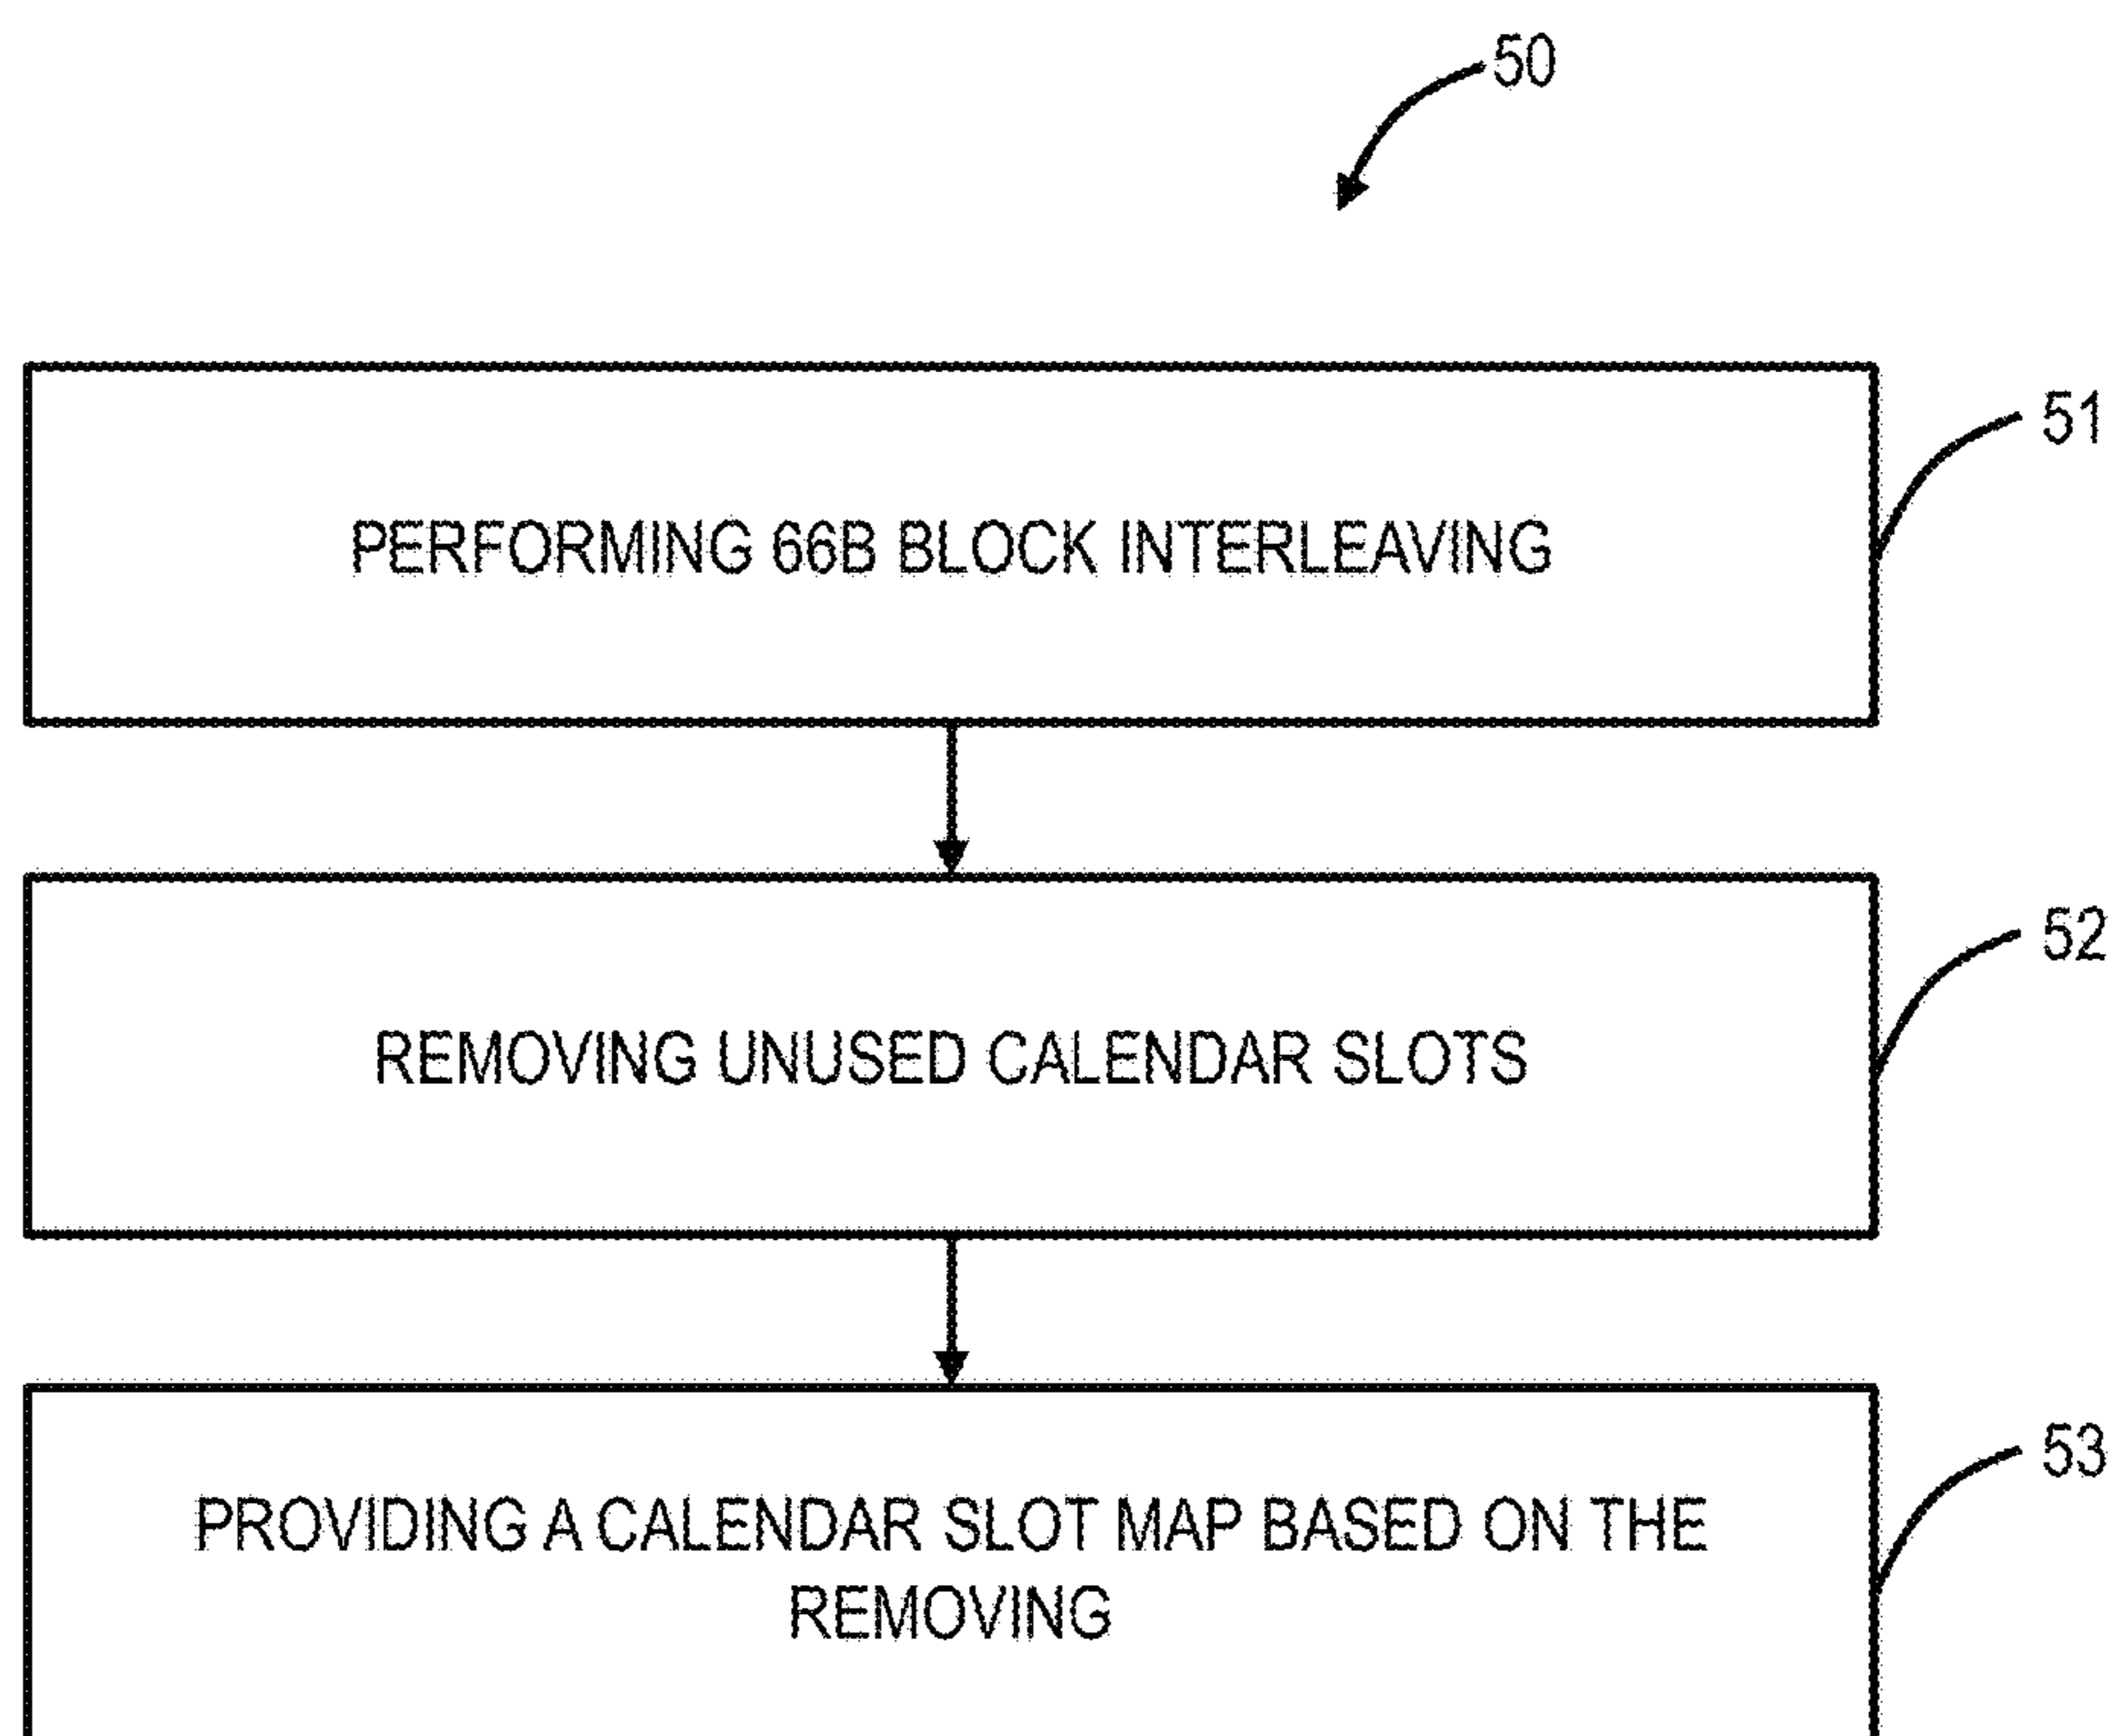 50
51
PERFORMING 66B BLOCK INTERLEAVING
52
REMOVING UNUSED CALENDAR SLOTS
53
PROVIDING A CALENDAR SLOT MAP BASED ON THE
REMOVING